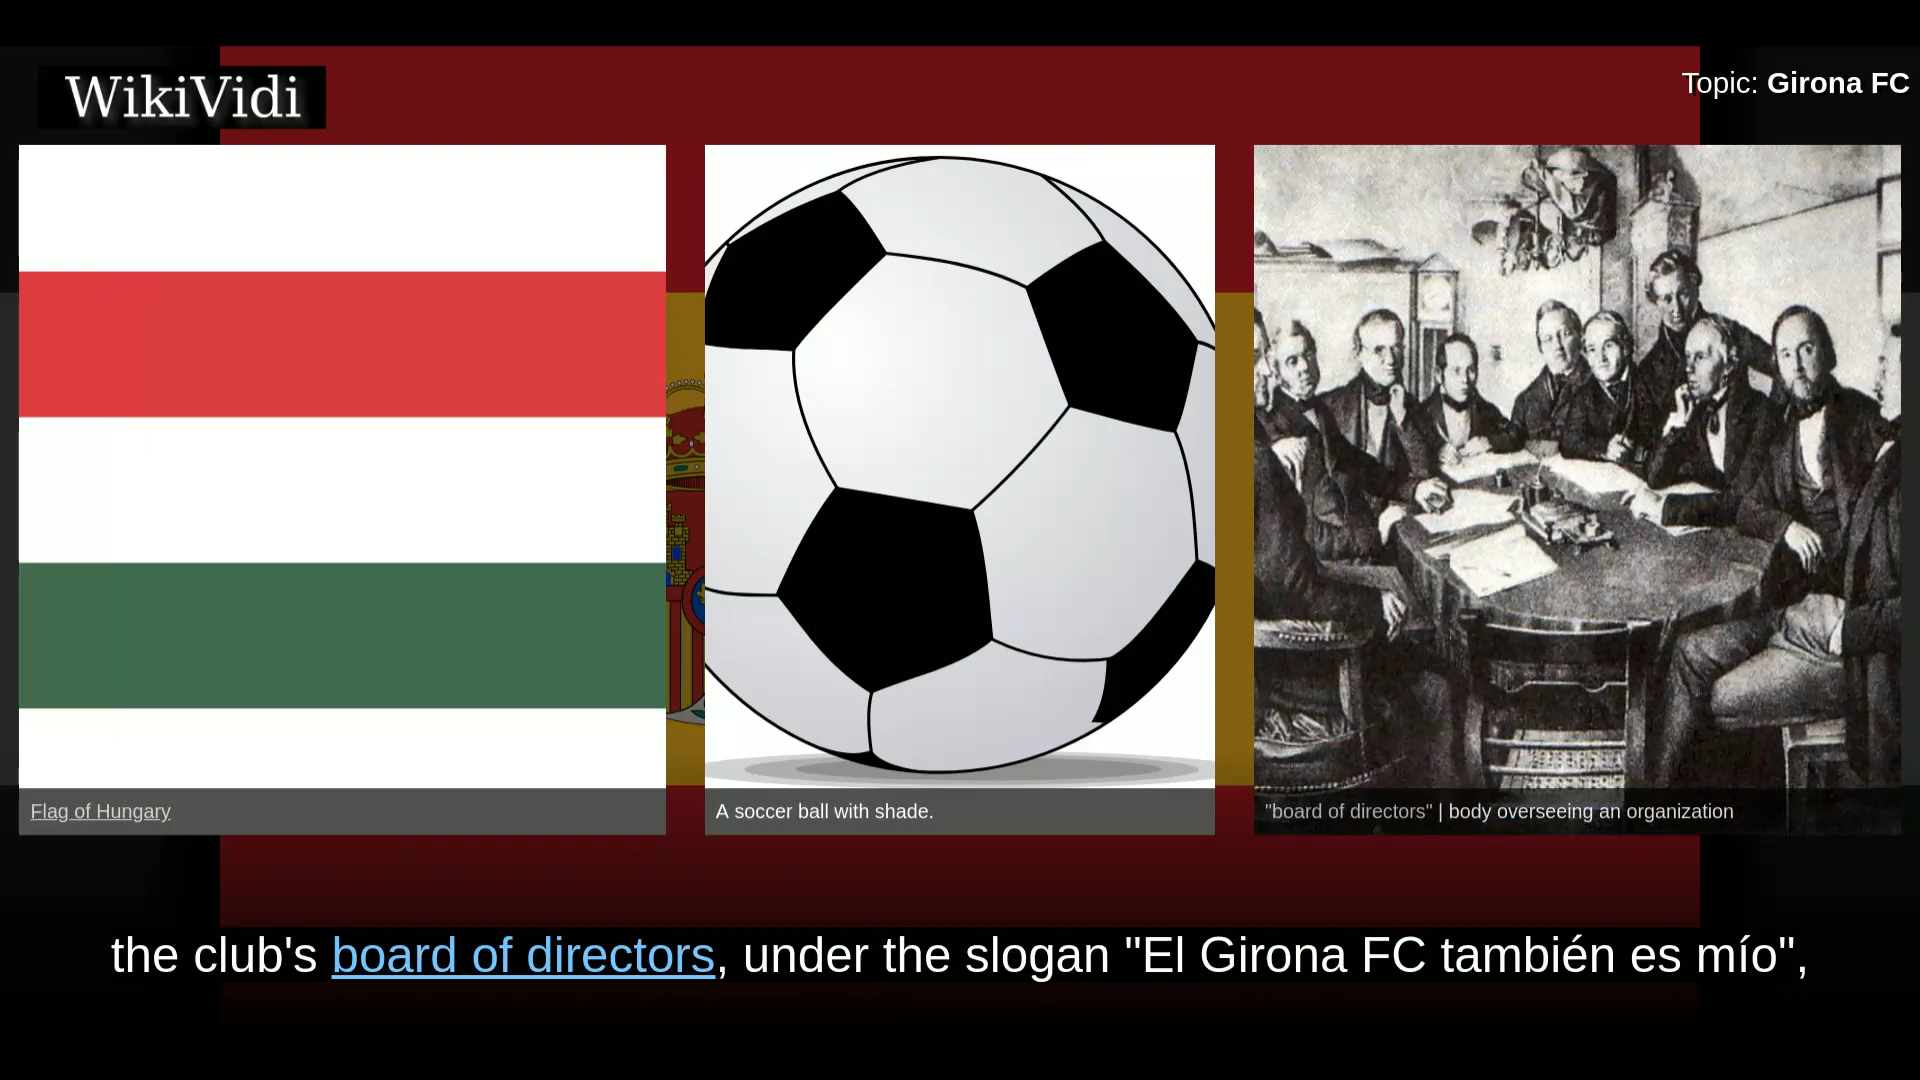 WikiVidi
Topic: Girona FC
Flag of Hungary
A soccer ball with shade.
"board of directors" | body overseeing an organization
the club's board of directors, under the slogan "El Girona FC también es mío",